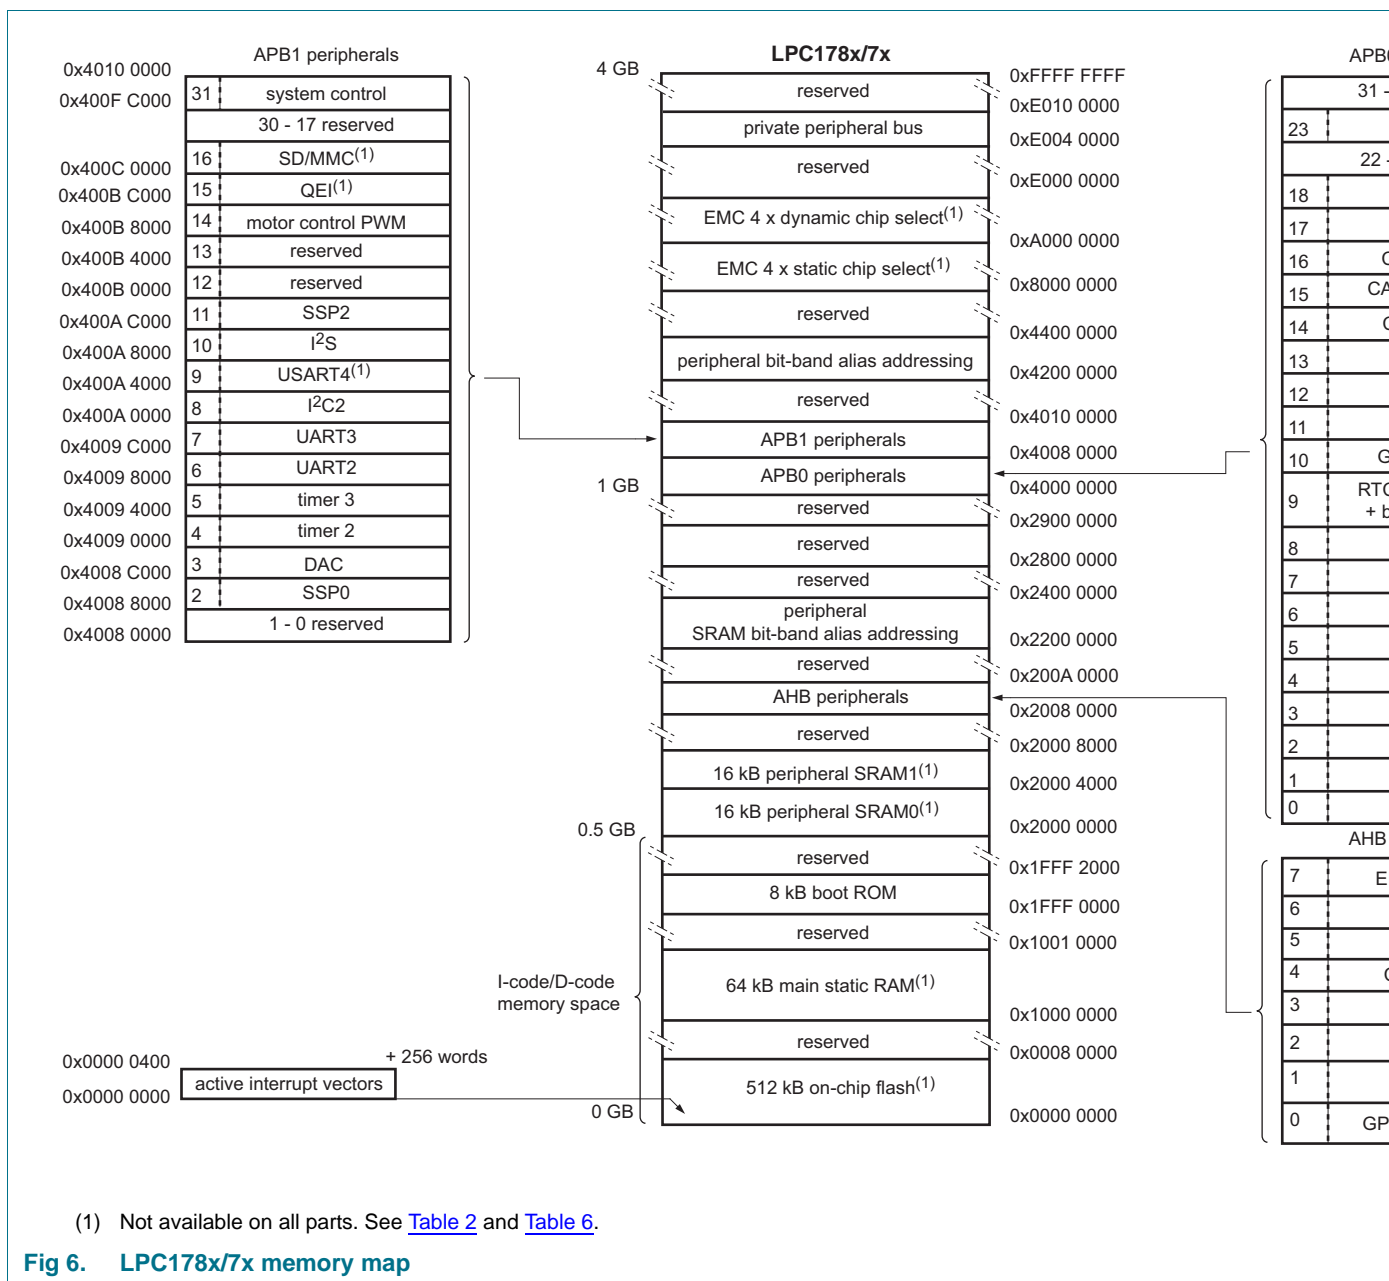 APB1 peripherals
0x4010 0000
0x400F C000
31 system control
30 - 17 reserved
0x400C 0000
16 SD/MMC(1)
0x400B C000
15 QEI(1)
0x400B 8000
14 motor control PWM
0x400B 4000
13 reserved
0x400B 0000
12 reserved
0x400A C000
11 SSP2
0x400A 8000
10 I2S
0x400A 4000
9 USART4(1)
0x400A 0000
8 I2C2
0x4009 C000
7 UART3
0x4009 8000
6 UART2
0x4009 4000
5 timer 3
0x4009 0000
4 timer 2
0x4008 C000
3 DAC
0x4008 8000
2 SSP0
0x4008 0000
1 - 0 reserved
LPC178x/7x
4 GB
0xFFFF FFFF
reserved
0xE010 0000
private peripheral bus
0xE004 0000
reserved
0xE000 0000
EMC 4 x dynamic chip select(1)
0xA000 0000
EMC 4 x static chip select(1)
0x8000 0000
reserved
0x4400 0000
peripheral bit-band alias addressing
0x4200 0000
reserved
0x4010 0000
APB1 peripherals
0x4008 0000
APB0 peripherals
1 GB
0x4000 0000
reserved
0x2900 0000
reserved
0x2800 0000
reserved
0x2400 0000
peripheral
SRAM bit-band alias addressing
0x2200 0000
reserved
0x200A 0000
AHB peripherals
0x2008 0000
reserved
0x2000 8000
16 kB peripheral SRAM1(1)
0x2000 4000
16 kB peripheral SRAM0(1)
0.5 GB
0x2000 0000
reserved
0x1FFF 2000
8 kB boot ROM
0x1FFF 0000
reserved
0x1001 0000
I-code/D-code
memory space
64 kB main static RAM(1)
0x1000 0000
reserved
0x0008 0000
512 kB on-chip flash(1)
0 GB
0x0000 0000
0x0000 0400
+ 256 words
active interrupt vectors
0x0000 0000
31 -
23
22 -
18
17
16
15
14
13
12
11
10
9
8
7
6
5
4
3
2
1
0
AHB
7
6
5
4
3
2
1
0
(1) Not available on all parts. See Table 2 and Table 6.
Fig 6. LPC178x/7x memory map